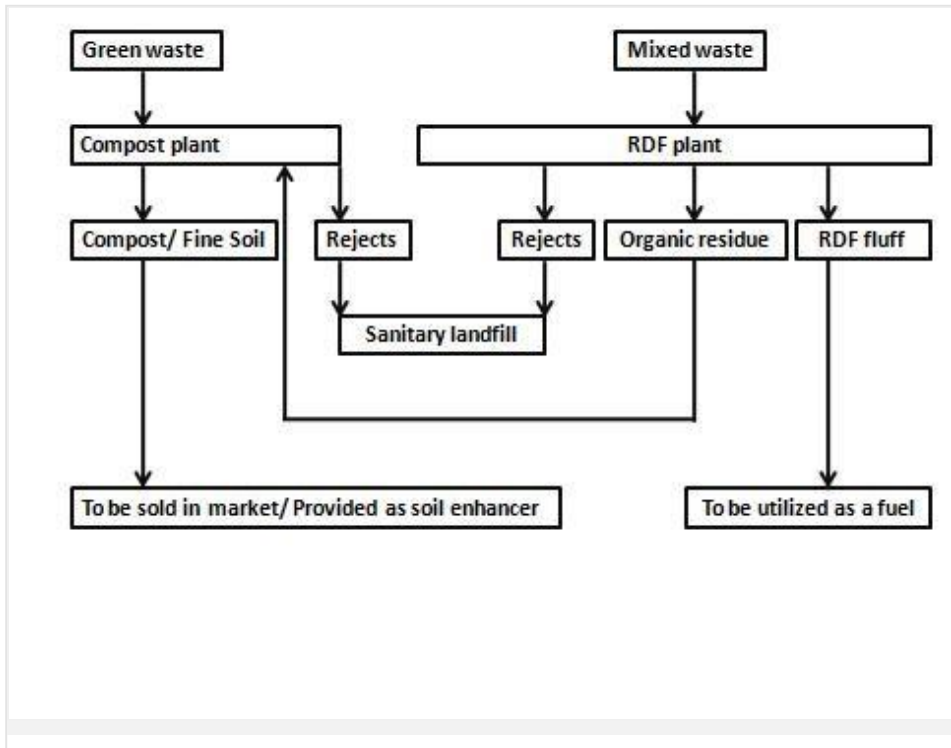 Green waste
Mixed waste
Compost plant
RDF plant
Compost/ Fine Soil
Rejects
Rejects
Organic residue
RDF fluff
Sanitary landfill
To be sold in market/ Provided as soil enhancer
To be utilized as a fuel